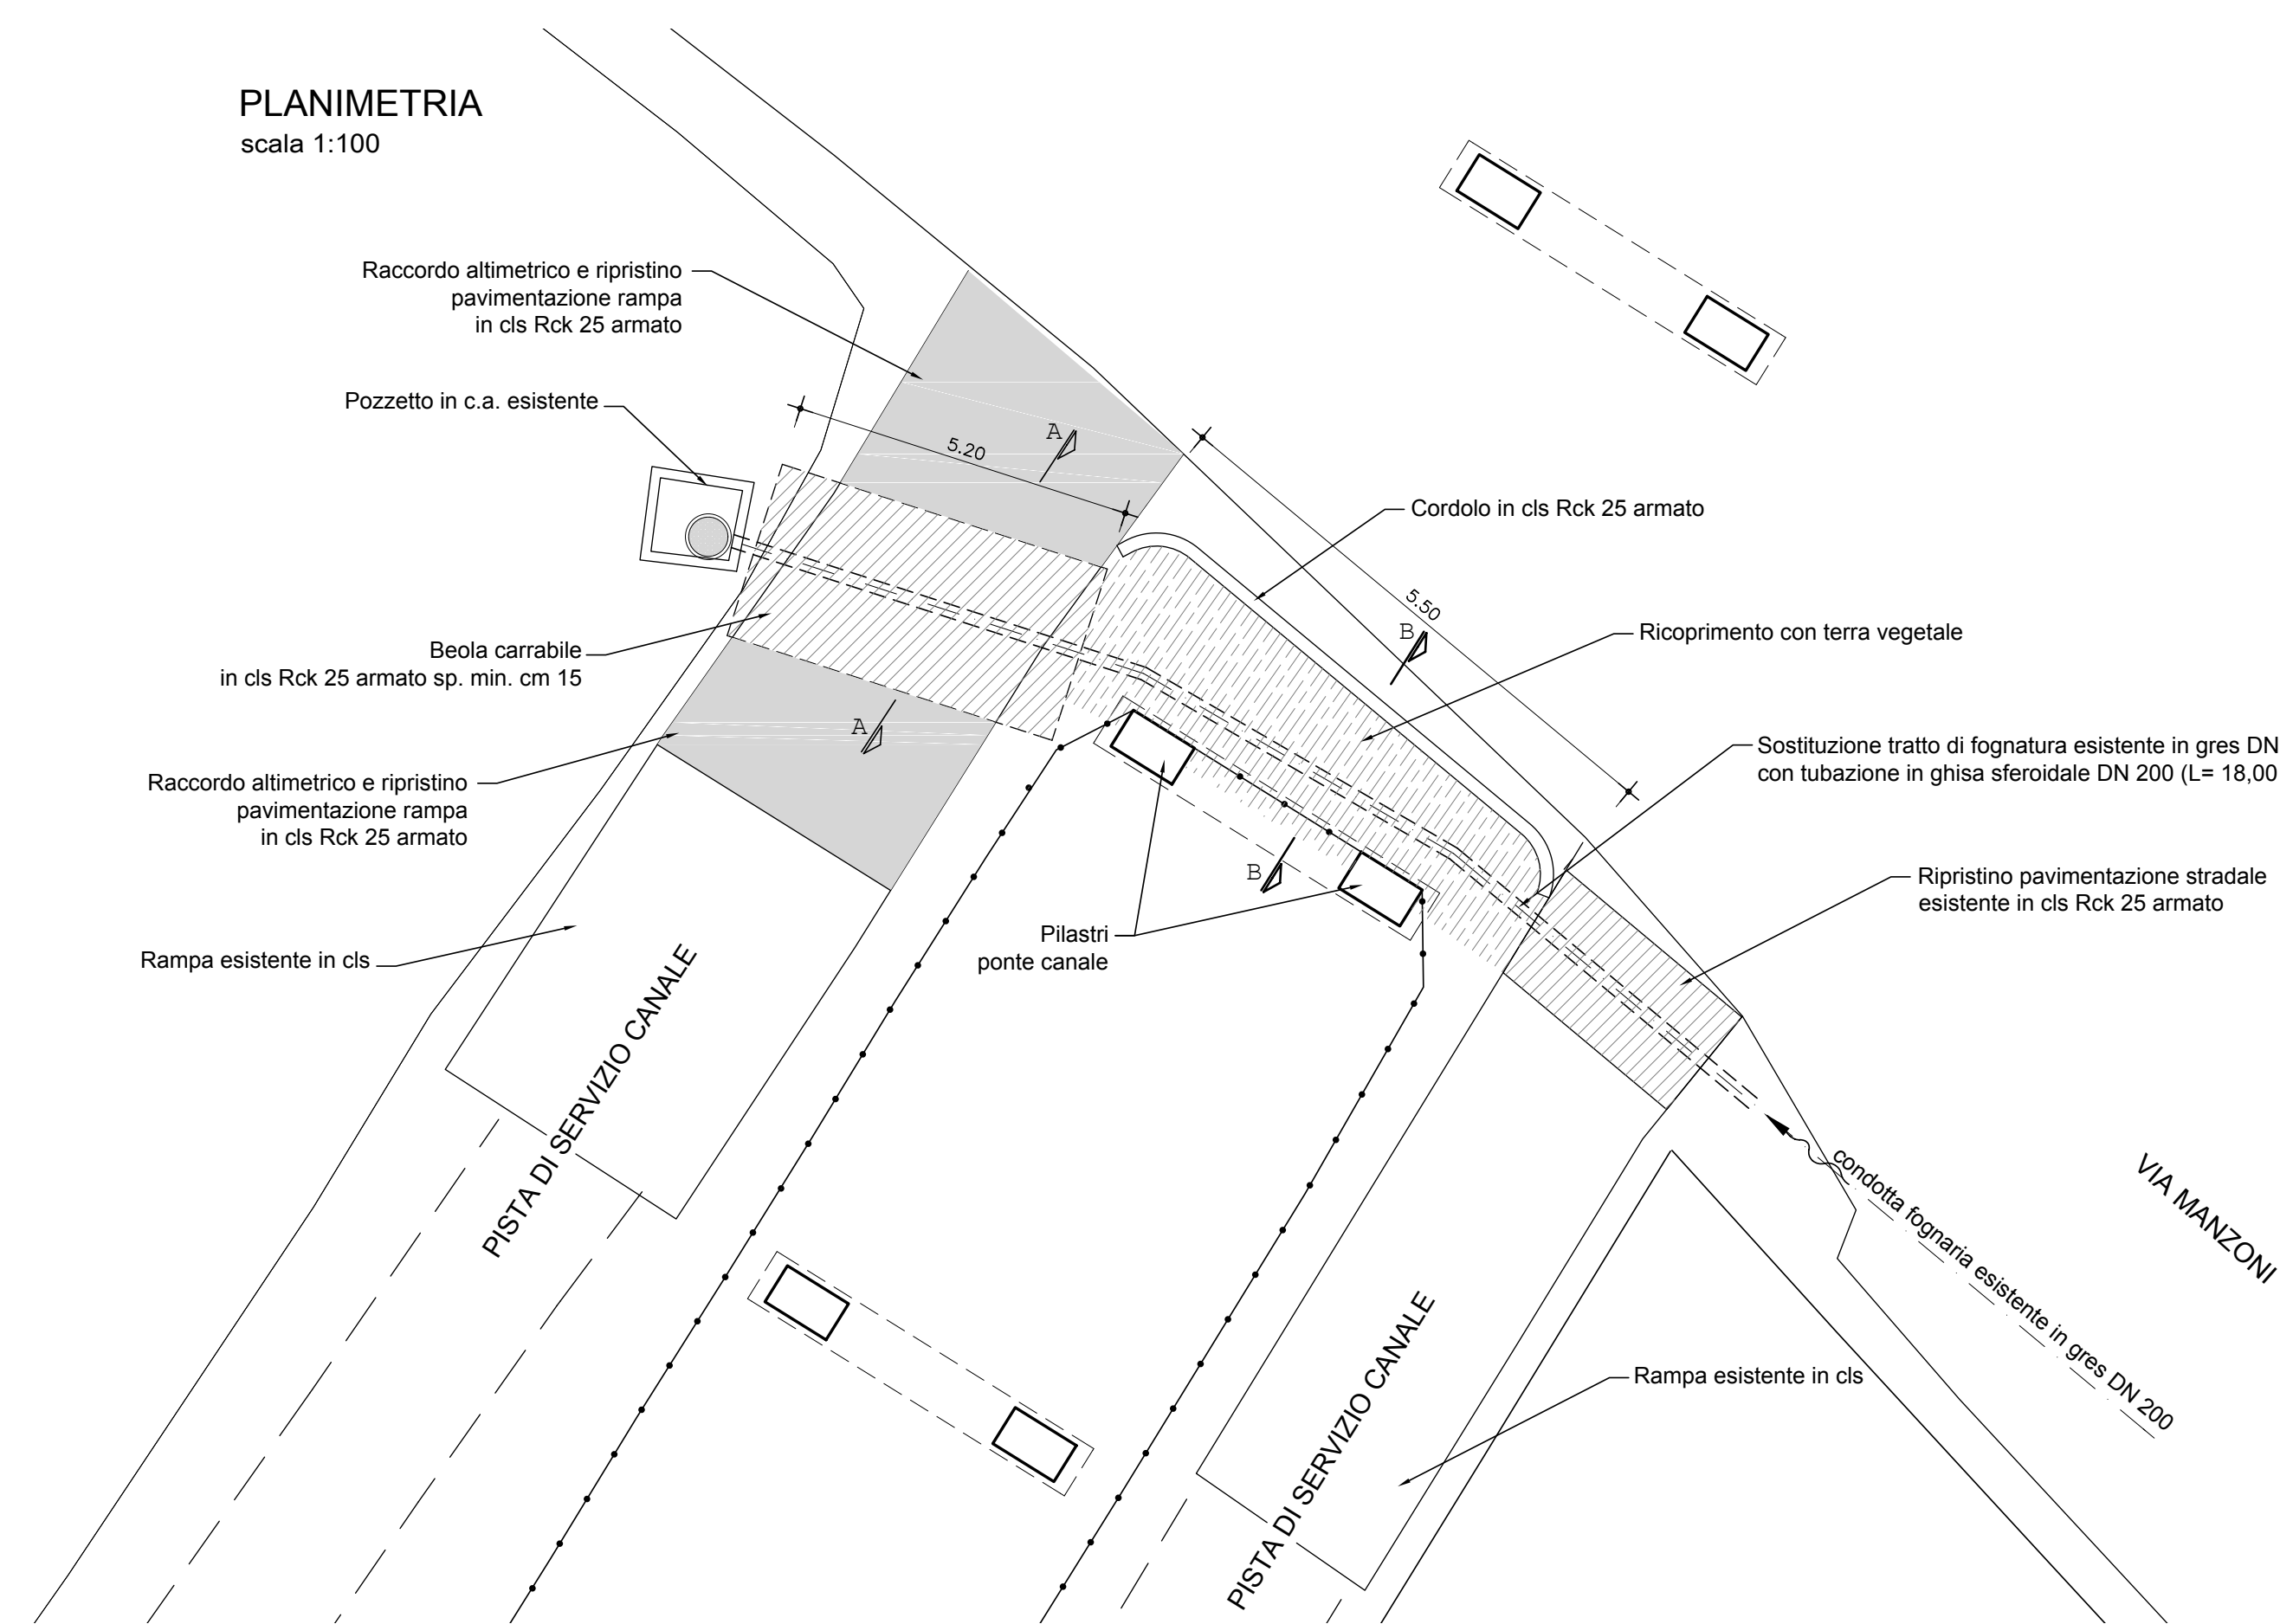 PLANIMETRIA
scala 1:100
Raccordo altimetrico e ripristino
pavimentazione rampa
in cls Rck 25 armato
Pozzetto in c.a. esistente
5.20
A
Cordolo in cls Rck 25 armato
5.50
B
Ricoprimento con terra vegetale
Beola carrabile
in cls Rck 25 armato sp. min. cm 15
A
Sostituzione tratto di fognatura esistente in gres DN
con tubazione in ghisa sferoidale DN 200 (L= 18,00
Raccordo altimetrico e ripristino
pavimentazione rampa
in cls Rck 25 armato
B
Ripristino pavimentazione stradale
esistente in cls Rck 25 armato
Pilastri
ponte canale
Rampa esistente in cls
PISTA DI SERVIZIO CANALE
condotta fognaria esistente in gres DN 200
VIA MANZONI
PISTA DI SERVIZIO CANALE
Rampa esistente in cls